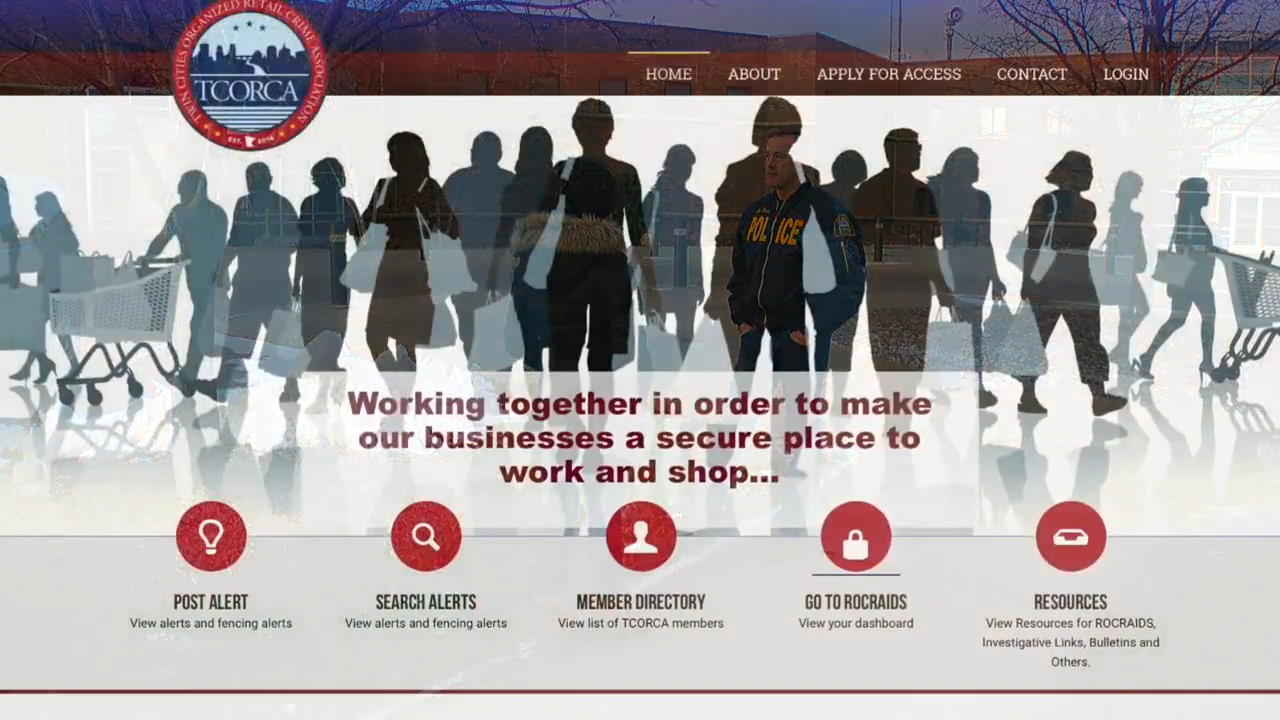 TWIN CITIES ORGANIZED RETAIL CRIME ASSOCIATION
TCORCA
EST. 2016
HOME ABOUT APPLY FOR ACCESS CONTACT LOGIN
POLICE
Working together in order to make
our businesses a secure place to
work and shop...
POST ALERT
View alerts and fencing alerts
SEARCH ALERTS
View alerts and fencing alerts
MEMBER DIRECTORY
View list of TCORCA members
GO TO ROCRAIDS
View your dashboard
RESOURCES
View Resources for ROCRAIDS,
Investigative Links, Bulletins and
Others.